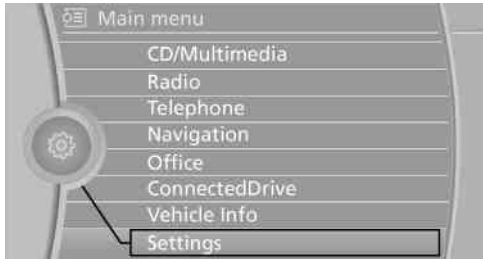 Main menu
CD/Multimedia
Radio
Telephone
Navigation
Office
ConnectedDrive
Vehicle Info
Settings